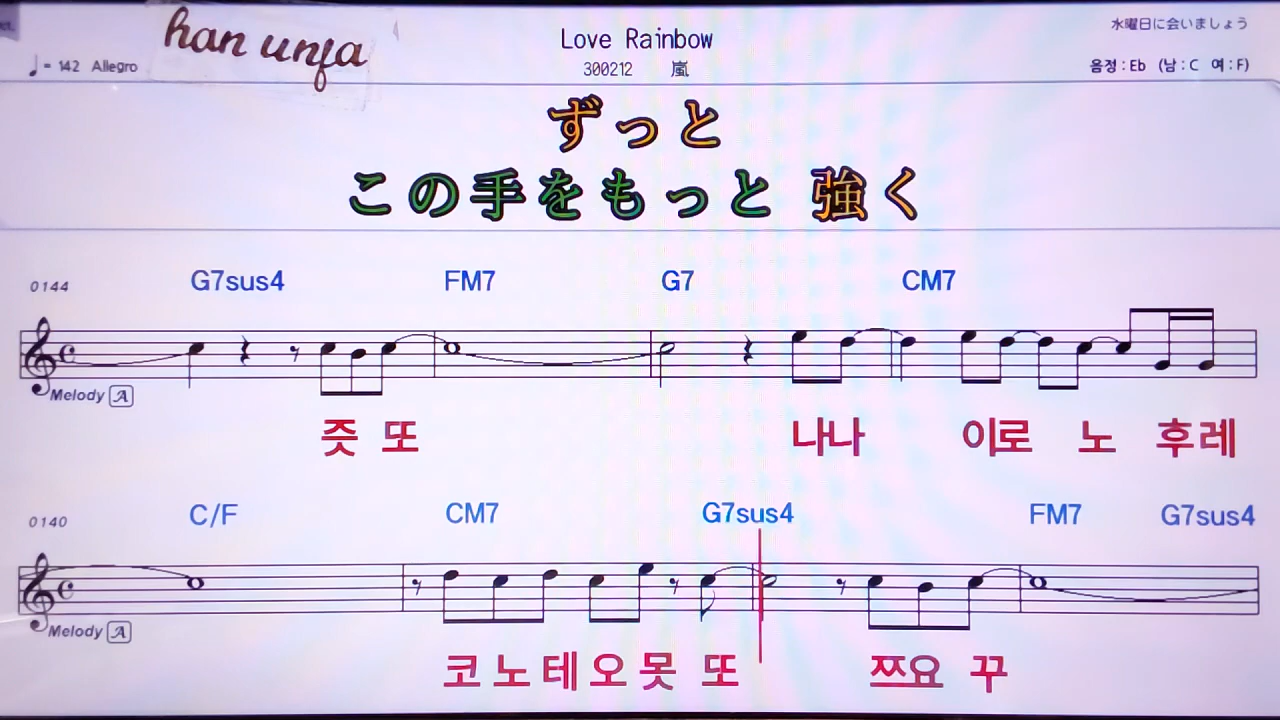 han unfa
Love Rainbow
水曜日に会いましょう
♩= 142 Allegro
300212 嵐
음정:Eb (남:C 여:F)
ずっと
この手をもっと 強く
0144 G7sus4 FM7 G7 CM7
Melody A
즛 또 나나 이로 노 후레
0140 C/F CM7 G7sus4 FM7 G7sus4
Melody A
코노테오못 또 쯔요 꾸